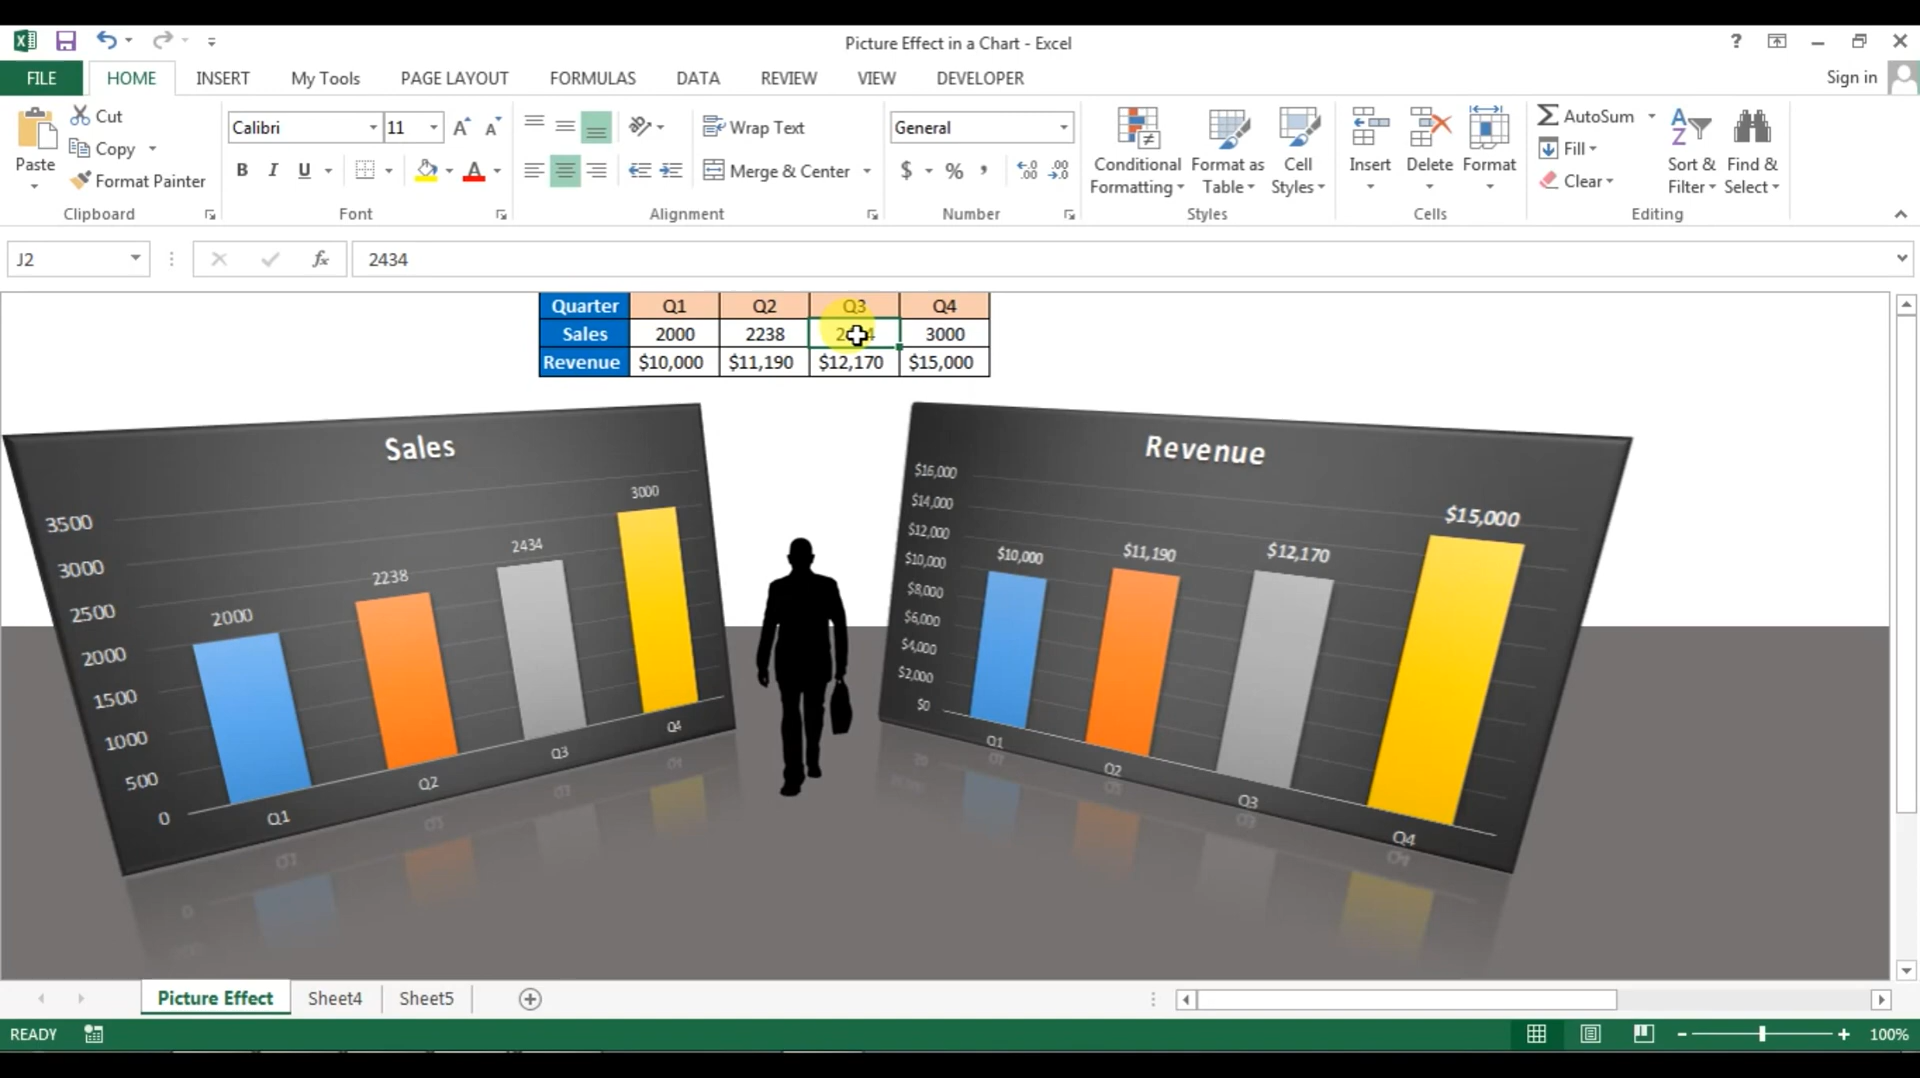 Picture Effect in a Chart - Excel
?
FILE HOME INSERT My Tools PAGE LAYOUT FORMULAS DATA REVIEW VIEW DEVELOPER Sign in
Paste
Cut
Copy
Format Painter
Clipboard
Calibri 11
B I U
Font
Wrap Text
Merge & Center
Alignment
General
$ % ,
Number
Conditional Formatting
Format as Table
Cell Styles
Styles
Insert Delete Format
Cells
AutoSum
Fill
Clear
Sort & Filter
Find & Select
Editing
J2 fx 2434
Quarter Q1 Q2 Q3 Q4
Sales 2000 2238 3000
Revenue $10,000 $11,190 $12,170 $15,000
Sales
3500
3000
2500
2000
1500
1000
500
0
2000 2238 2434 3000
Q1 Q2 Q3 Q4
Revenue
$16,000
$14,000
$12,000
$10,000
$8,000
$6,000
$4,000
$2,000
$0
$10,000 $11,190 $12,170 $15,000
Q1 Q2 Q3 Q4
Picture Effect Sheet4 Sheet5
READY 100%